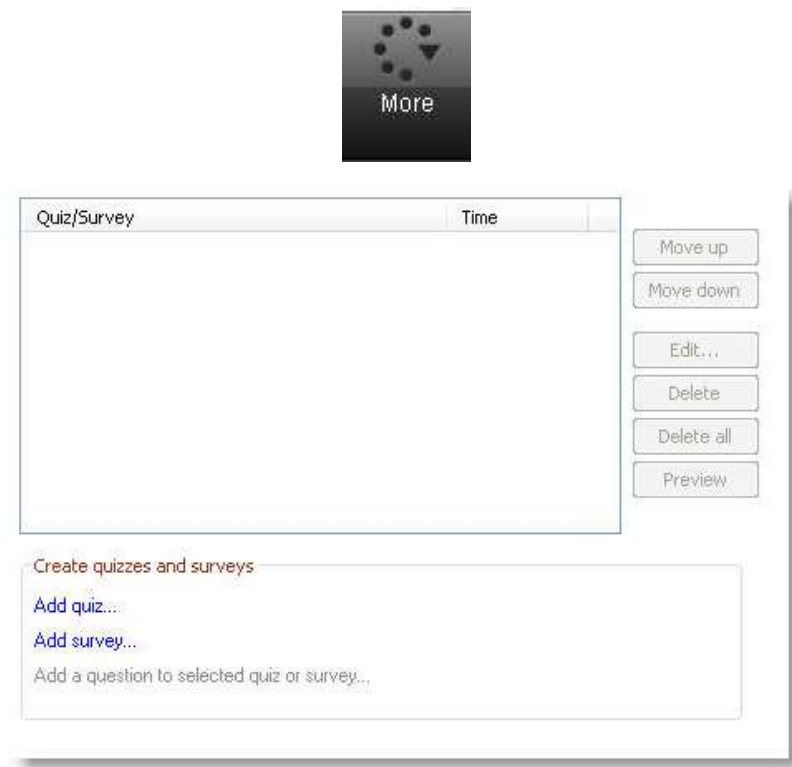 More
Quiz/Survey Time
Move up
Move down
Edit...
Delete
Delete all
Preview
Create quizzes and surveys
Add quiz...
Add survey...
Add a question to selected quiz or survey...